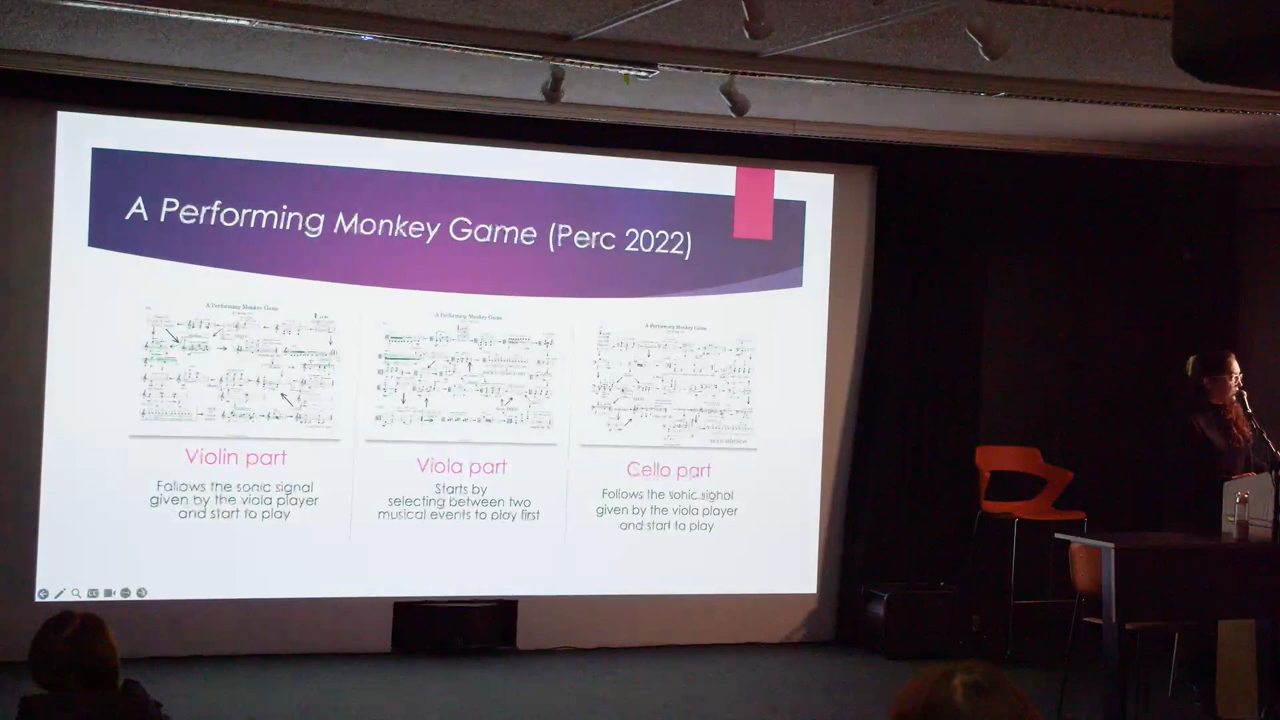 A Performing Monkey Game (Perc 2022)
A Performing Monkey Game
A Performing Monkey Game
A Performing Monkey Game
Violin part
Follows the sonic signal
given by the viola player
and start to play
Viola part
Starts by
selecting between two
musical events to play first
Cello part
Follows the sonic signal
given by the viola player
and start to play